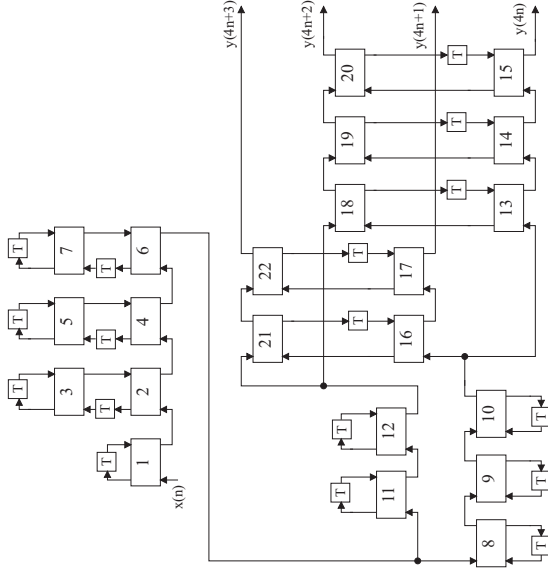 T T T
3 5 7
T T T T
1 2 4 6
x(n)
y(4n+3)
21 22
y(4n+2)
T T
18 19 20
T T
11 12
16 17
y(4n+1)
T T T
8 9 10 13 14 15
y(4n)
T T T